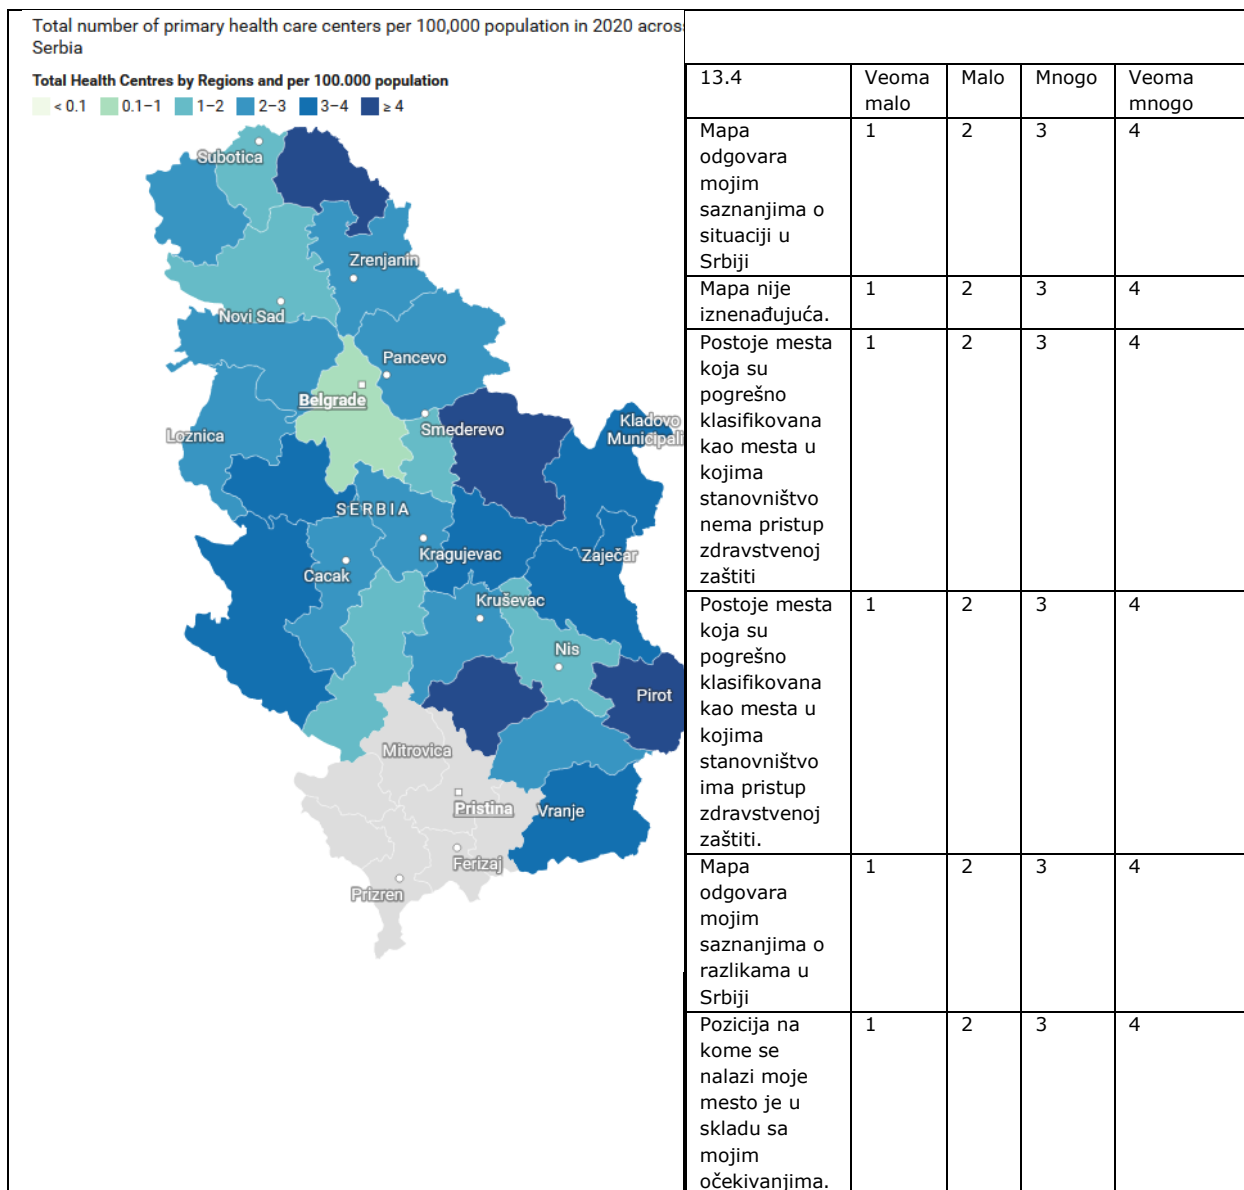 Total number of primary health care centers per 100,000 population in 2020 across
Serbia
Total Health Centres by Regions and per 100.000 population
< 0.1 0.1–1 1–2 2–3 3–4 ≥ 4
Subotica
Zrenjanin
Novi Sad
Pancevo
Belgrade
Smederevo
Kladovo
Municipali
Loznica
SERBIA
Kragujevac
Zaječar
Cacak
Kruševac
Nis
Pirot
Mitrovica
Pristina
Vranje
Ferizaj
Prizren
13.4 Veoma malo Malo Mnogo Veoma mnogo
Mapa 1 2 3 4
odgovara
mojim
saznanjima o
situaciji u
Srbiji
Mapa nije 1 2 3 4
iznenađujuća.
Postoje mesta 1 2 3 4
koja su
pogrešno
klasifikovana
kao mesta u
kojima
stanovništvo
nema pristup
zdravstvenoj
zaštiti
Postoje mesta 1 2 3 4
koja su
pogrešno
klasifikovana
kao mesta u
kojima
stanovništvo
ima pristup
zdravstvenoj
zaštiti.
Mapa 1 2 3 4
odgovara
mojim
saznanjima o
razlikama u
Srbiji
Pozicija na 1 2 3 4
kome se
nalazi moje
mesto je u
skladu sa
mojim
očekivanjima.